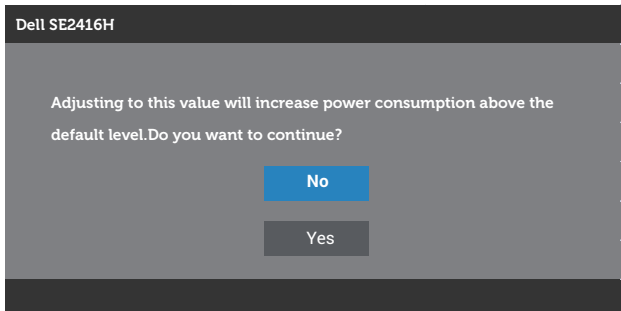 Dell SE2416H
Adjusting to this value will increase power consumption above the
default level.Do you want to continue?
No
Yes